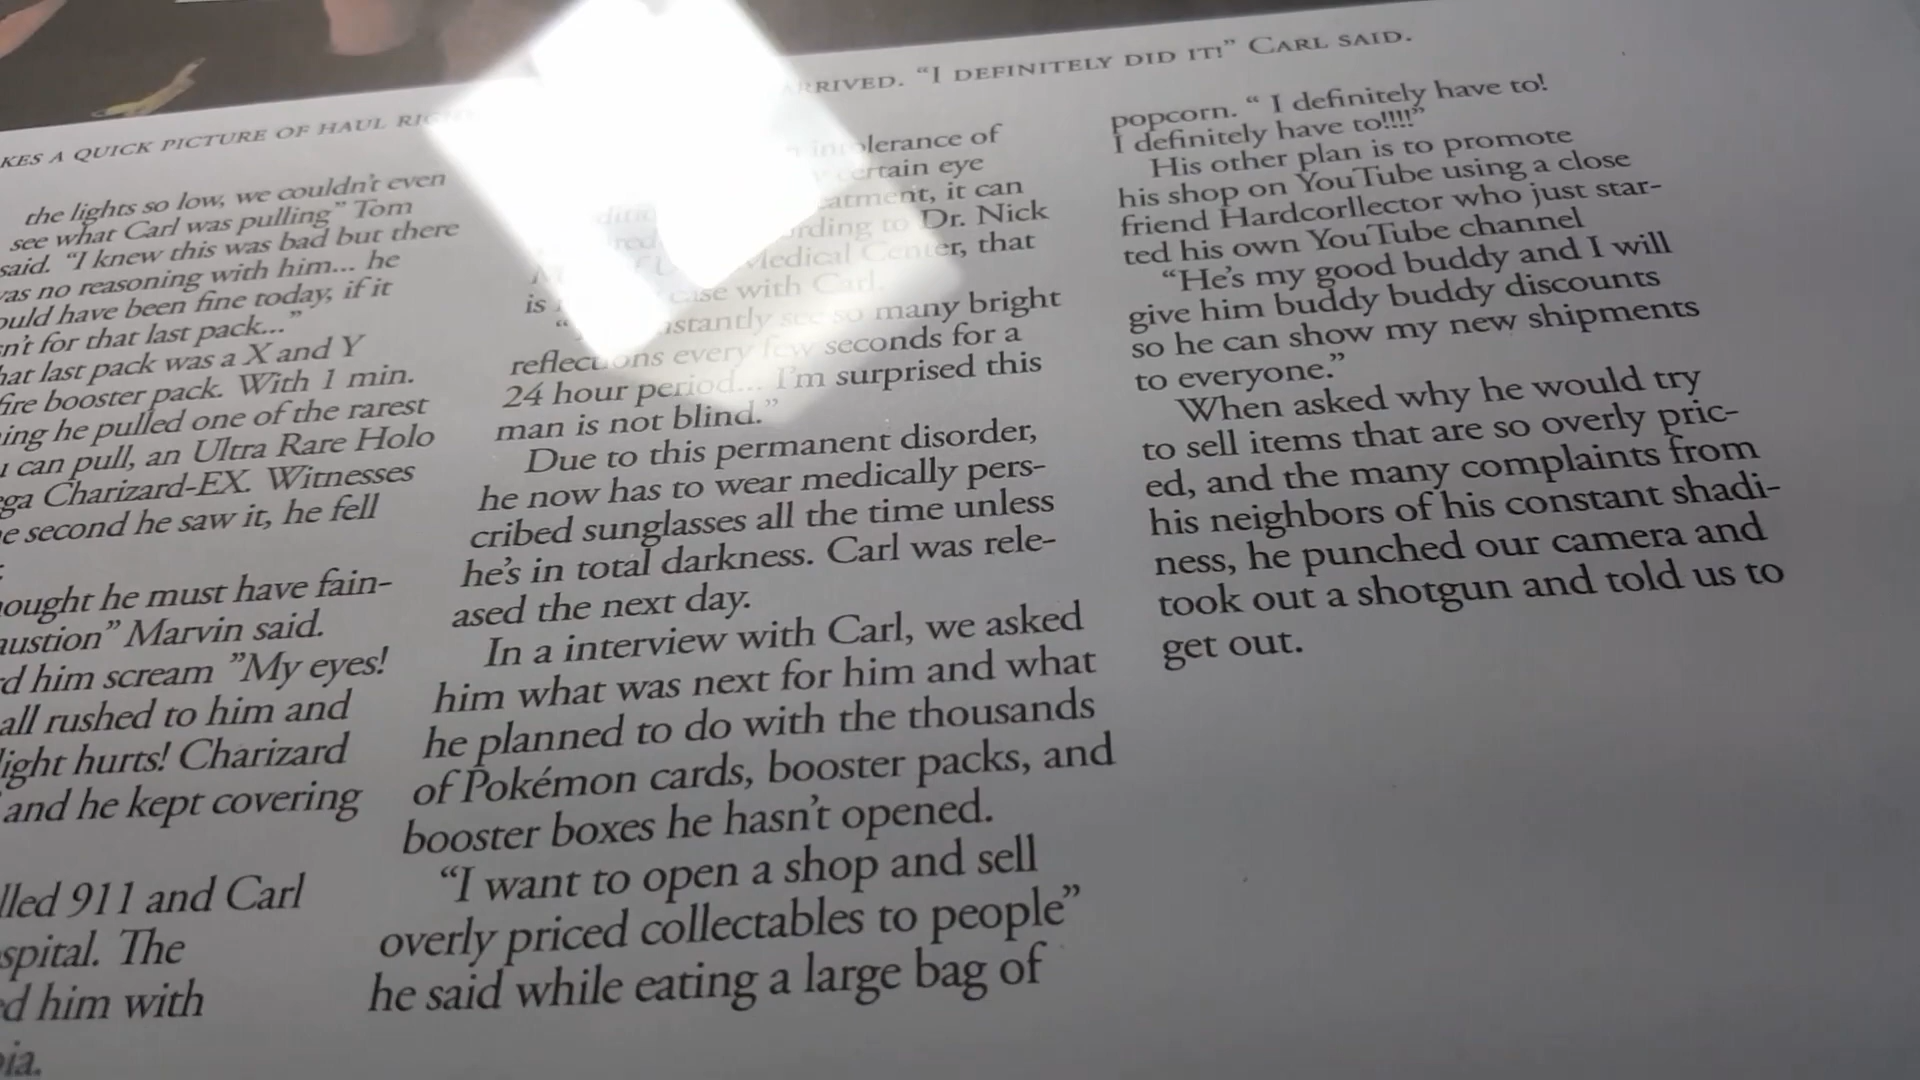 KES A QUICK PICTURE OF HAUL
RRIVED. “I DEFINITELY DID IT!” CARL SAID.
the lights so low, we couldn't even
see what Carl was pulling” Tom
said. “I knew this was bad but there
as no reasoning with him... he
ould have been fine today, if it
n't for that last pack...”
hat last pack was a X and Y
fire booster pack. With 1 min.
ing he pulled one of the rarest
can pull, an Ultra Rare Holo
ga Charizard-EX. Witnesses
e second he saw it, he fell
ought he must have fain-
austion” Marvin said.
d him scream ”My eyes!
all rushed to him and
light hurts! Charizard
and he kept covering
lled 911 and Carl
spital. The
ed him with
ia.
intolerance of
certain eye
atment, it can
rding to Dr. Nick
Medical Center, that
is case with Carl.
nstantly see so many bright
reflections every few seconds for a
24 hour period... I'm surprised this
man is not blind.”
Due to this permanent disorder,
he now has to wear medically pers-
cribed sunglasses all the time unless
he's in total darkness. Carl was rele-
ased the next day.
In a interview with Carl, we asked
him what was next for him and what
he planned to do with the thousands
of Pokémon cards, booster packs, and
booster boxes he hasn't opened.
“I want to open a shop and sell
overly priced collectables to people”
he said while eating a large bag of
popcorn. “ I definitely have to!
I definitely have to!!!!”
His other plan is to promote
his shop on YouTube using a close
friend Hardcorllector who just star-
ted his own YouTube channel
“He's my good buddy and I will
give him buddy buddy discounts
so he can show my new shipments
to everyone.”
When asked why he would try
to sell items that are so overly pric-
ed, and the many complaints from
his neighbors of his constant shadi-
ness, he punched our camera and
took out a shotgun and told us to
get out.